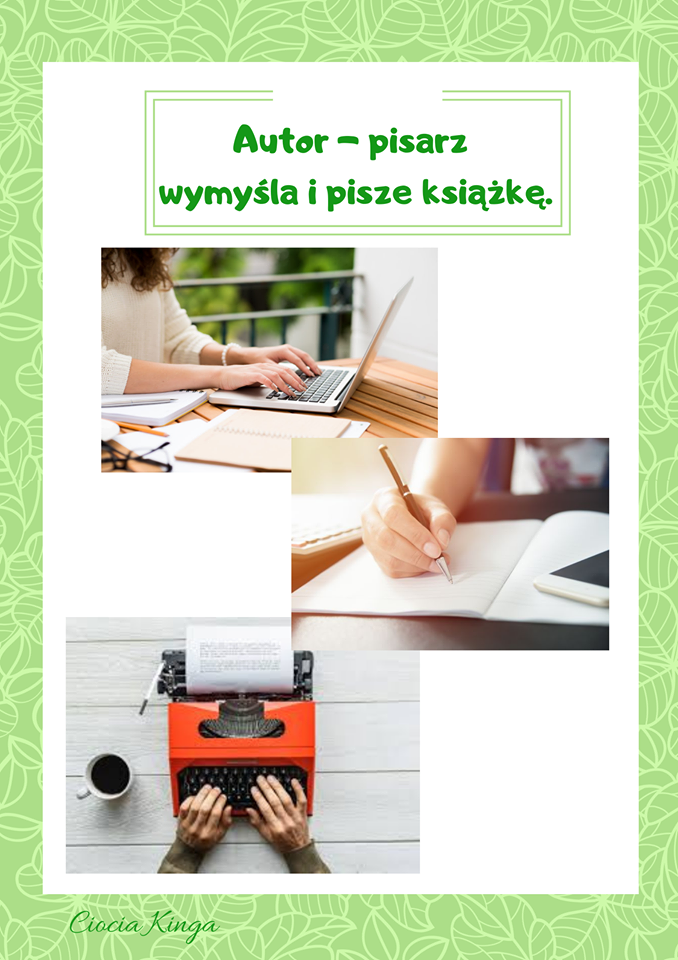 Autor – pisarz
wymyśla i pisze książkę.
Ciocia Kinga